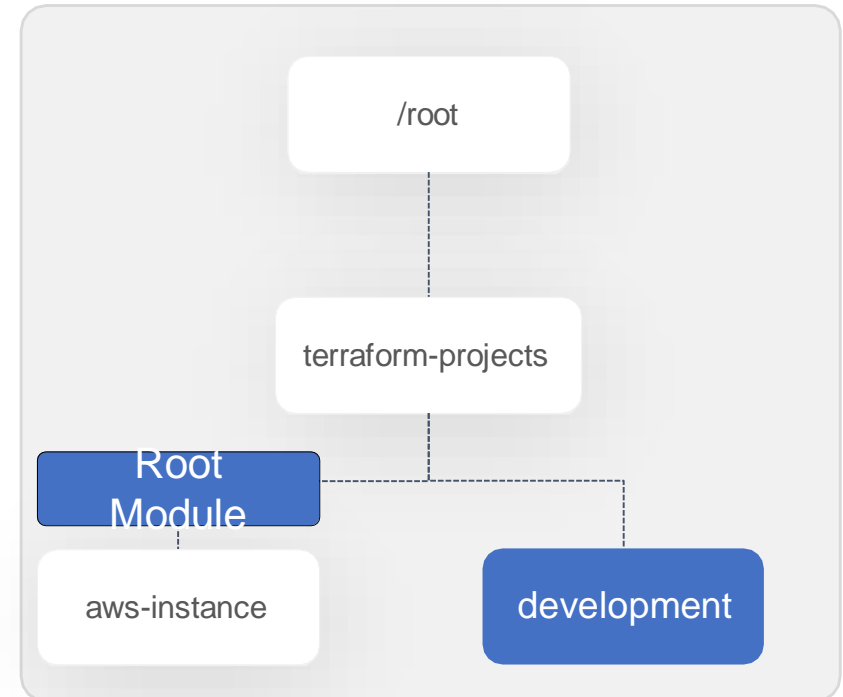 /root
terraform-projects
Root
Module
aws-instance
development